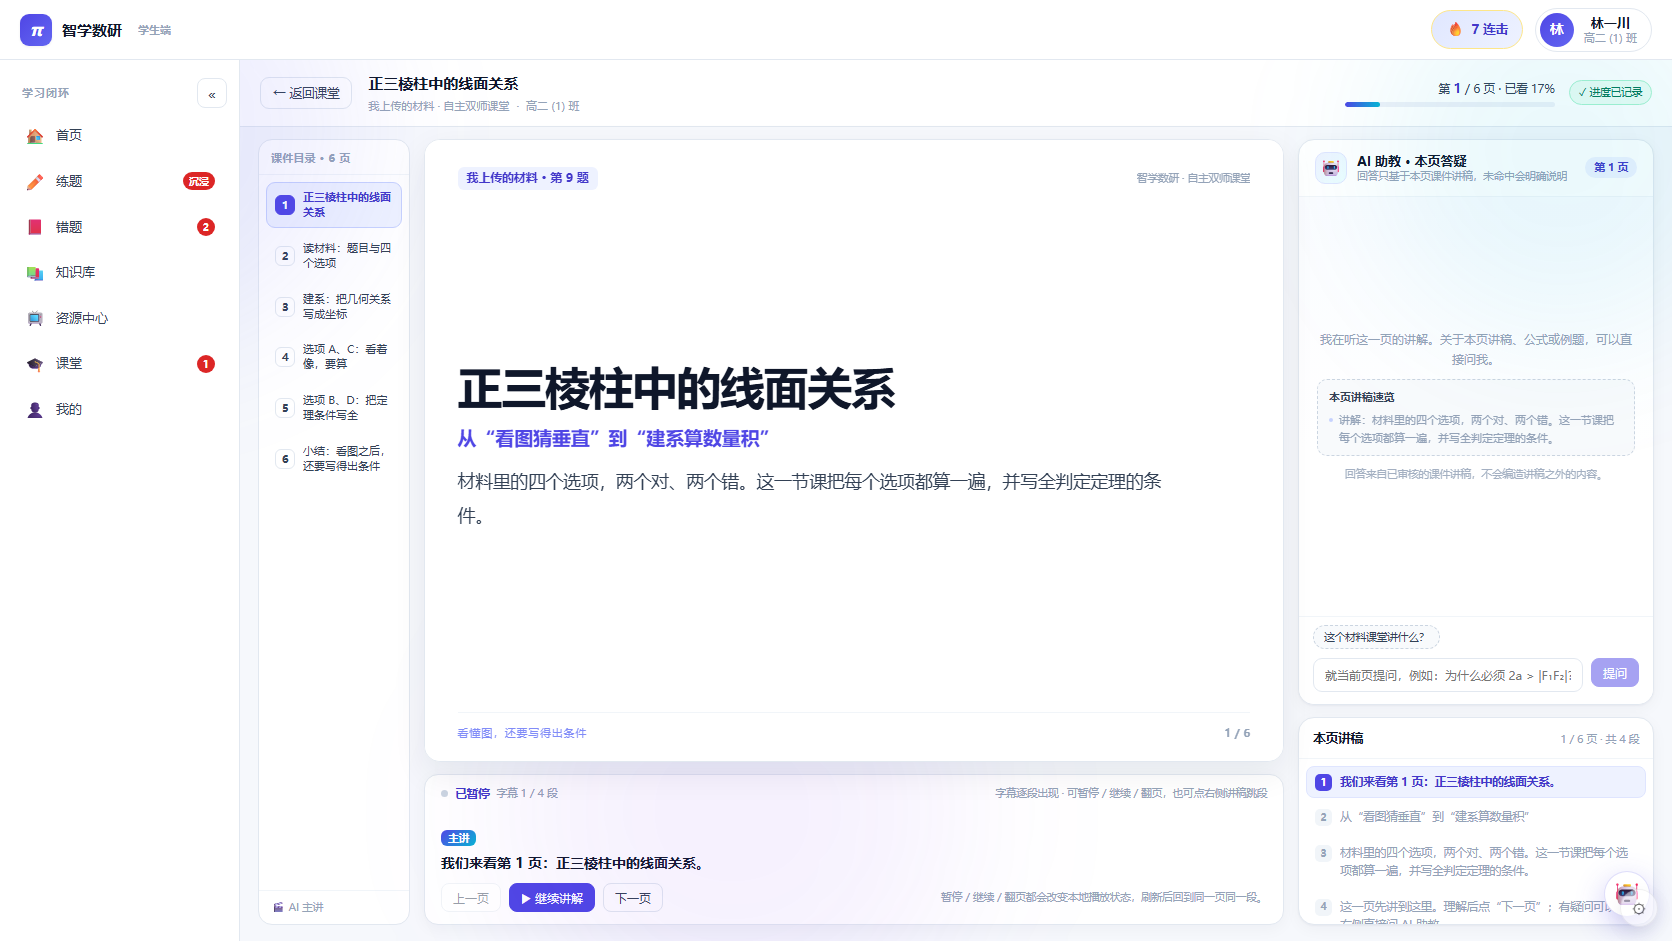 π 智学数研 学生端
7 连击
林 林一川
高二 (1) 班
学习闭环 «
首页
练题 沉浸
错题 2
知识库
资源中心
课堂 1
我的
← 返回课堂
正三棱柱中的线面关系
我上传的材料 · 自主双师课堂 · 高二 (1) 班
第 1 / 6 页 · 已看 17%
✓ 进度已记录
课件目录 • 6 页
1 正三棱柱中的线面
关系
2 读材料：题目与四
个选项
3 建系：把几何关系
写成坐标
4 选项 A、C：看着
像，要算
5 选项 B、D：把定
理条件写全
6 小结：看图之后，
还要写得出条件
AI 主讲
我上传的材料 • 第 9 题
智学数研 · 自主双师课堂
正三棱柱中的线面关系
从“看图猜垂直”到“建系算数量积”
材料里的四个选项，两个对、两个错。这一节课把每个选项都算一遍，并写全判定定理的条
件。
看懂图，还要写得出条件
1 / 6
已暂停 字幕 1 / 4 段
字幕逐段出现 · 可暂停 / 继续 / 翻页，也可点右侧讲稿跳段
主讲
我们来看第 1 页：正三棱柱中的线面关系。
上一页
▶ 继续讲解
下一页
暂停 / 继续 / 翻页都会改变本地播放状态，刷新后回到同一页同一段。
AI 助教 • 本页答疑
回答只基于本页课件讲稿，未命中会明确说明
第 1 页
我在听这一页的讲解。关于本页讲稿、公式或例题，可以直
接问我。
本页讲稿速览
• 讲解：材料里的四个选项，两个对、两个错。这一节课把
每个选项都算一遍，并写全判定定理的条件。
回答来自已审核的课件讲稿，不会编造讲稿之外的内容。
这个材料课堂讲什么？
就当前页提问，例如：为什么必须 2a > |F₁F₂|?
提问
本页讲稿
1 / 6 页 · 共 4 段
1 我们来看第 1 页：正三棱柱中的线面关系。
2 从“看图猜垂直”到“建系算数量积”
3 材料里的四个选项，两个对、两个错。这一节课把每个选
项都算一遍，并写全判定定理的条件。
4 这一页先讲到这里。理解后点“下一页”；有疑问可
右侧直接问 AI 助教